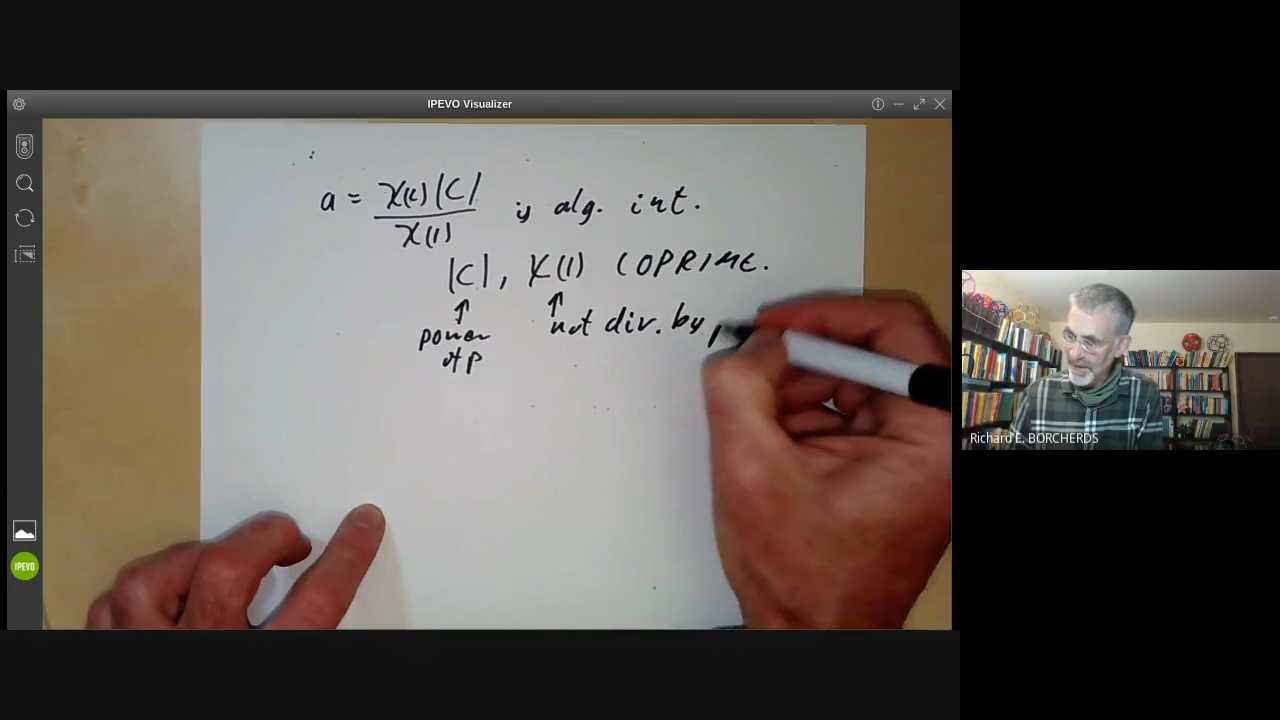 IPEVO Visualizer
a = χ(c)|C| / χ(1) is alg. int.
|C|, χ(1) COPRIME.
↑ ↑
power not div. by p
of p
IPEVO
Richard E. BORCHERDS